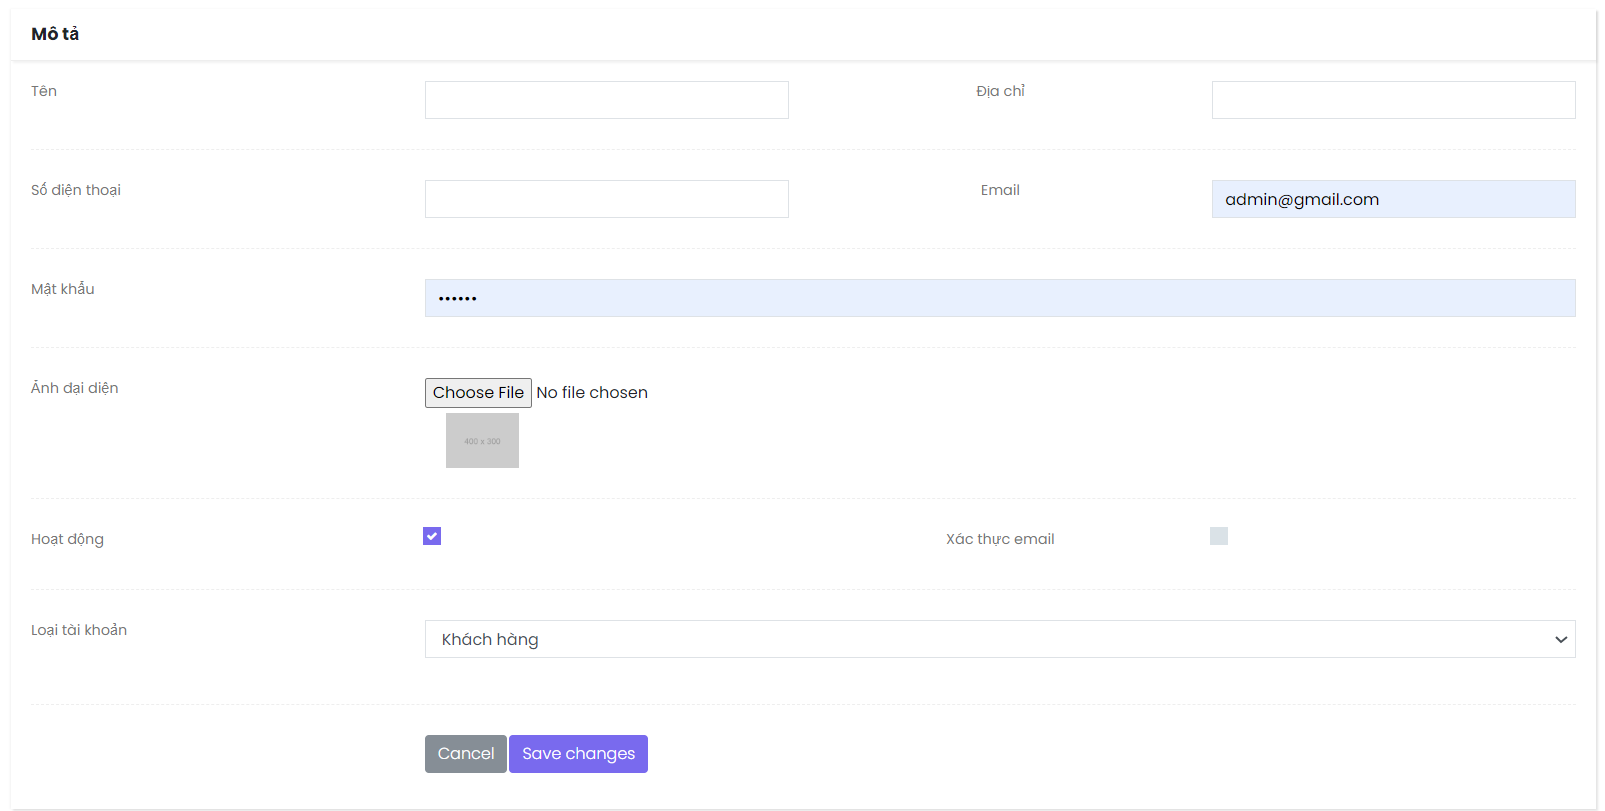 Mô tả
Tên
Địa chỉ
Số điện thoại
Email
admin@gmail.com
Mật khẩu
••••••
Ảnh đại diện
Choose File No file chosen
400 x 300
Hoạt động
Xác thực email
Loại tài khoản
Khách hàng
Cancel
Save changes